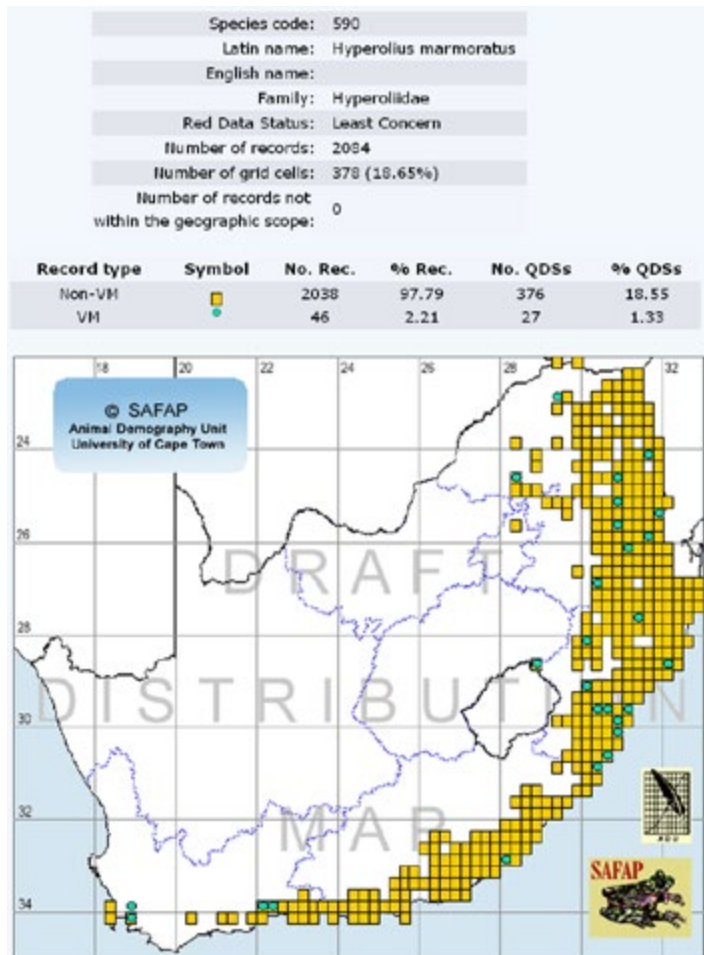 Species code: 590
Latin name: Hyperolius marmoratus
English name:
Family: Hyperoliidae
Red Data Status: Least Concern
Number of records: 2084
Number of grid cells: 378 (18.65%)
Number of records not
within the geographic scope: 0
Record type Symbol No. Rec. % Rec. No. QDSs % QDSs
Non-VM 2038 97.79 376 18.55
VM 46 2.21 27 1.33
18 20 22 24 26 28 32
© SAFAP
Animal Demography Unit
University of Cape Town
24
26
DRAFT
28
DISTRIBUTION
30
32
MAP
SAFAP
34